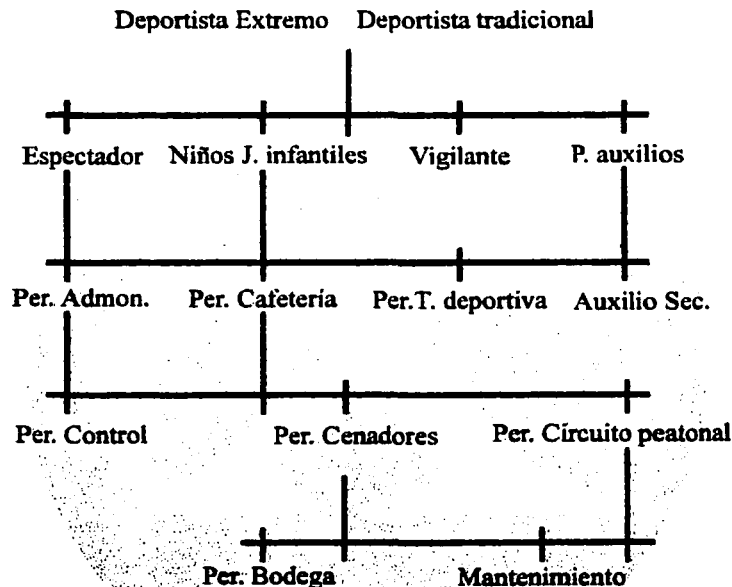 Deportista Extremo Deportista tradicional
Espectador Niños J. infantiles Vigilante P. auxilios
Per. Admon. Per. Cafetería Per.T. deportiva Auxilio Sec.
Per. Control Per. Cenadores Per. Círcuito peatonal
Per. Bodega Mantenimiento